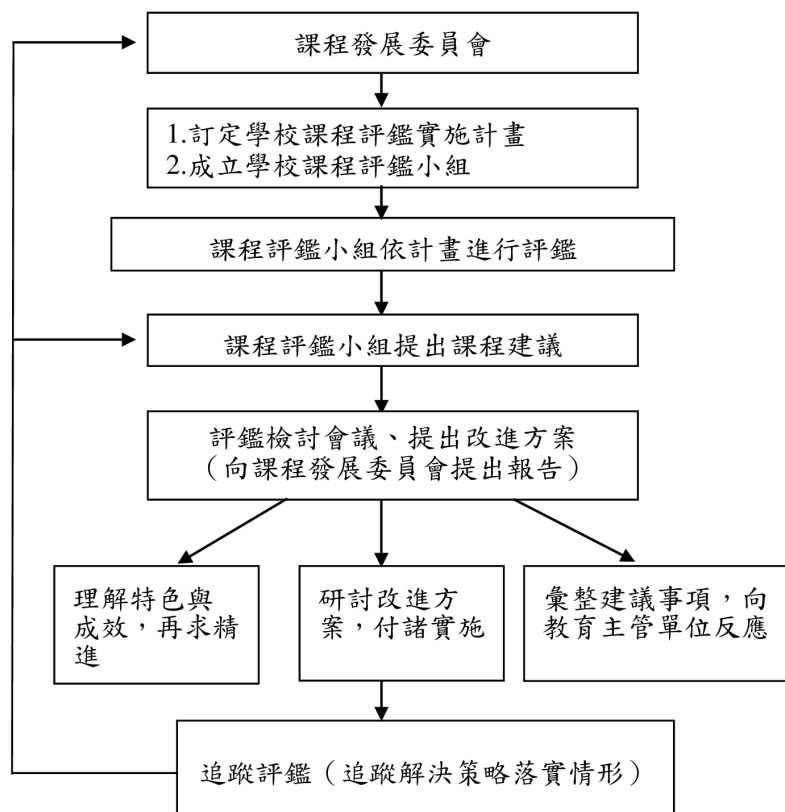 課程發展委員會
1.訂定學校課程評鑑實施計畫
2.成立學校課程評鑑小組
課程評鑑小組依計畫進行評鑑
課程評鑑小組提出課程建議
評鑑檢討會議、提出改進方案
（向課程發展委員會提出報告）
理解特色與
成效，再求精
進
研討改進方
案，付諸實施
彙整建議事項，向
教育主管單位反應
追蹤評鑑（追蹤解決策略落實情形）